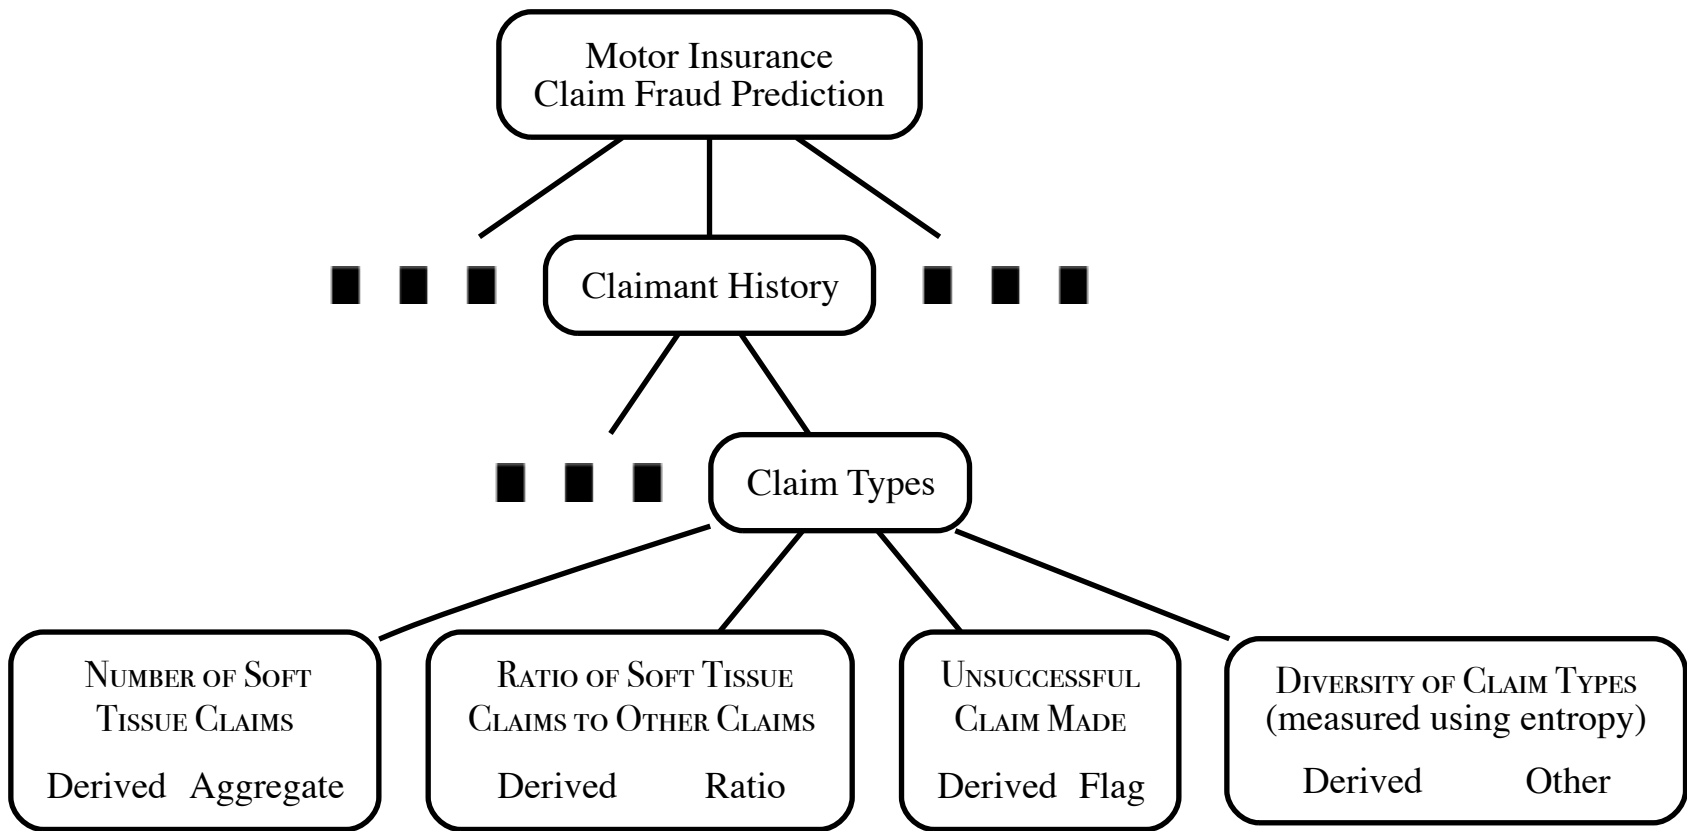 Motor Insurance
Claim Fraud Prediction
Claimant History
Claim Types
Number of Soft
Tissue Claims
Derived Aggregate
Ratio of Soft Tissue
Claims to Other Claims
Derived Ratio
Unsuccessful
Claim Made
Derived Flag
Diversity of Claim Types
(measured using entropy)
Derived Other